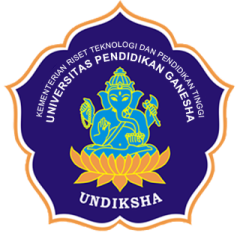 KEMENTERIAN RISET TEKNOLOGI DAN PENDIDIKAN TINGGI
UNIVERSITAS PENDIDIKAN GANESHA
UNDIKSHA